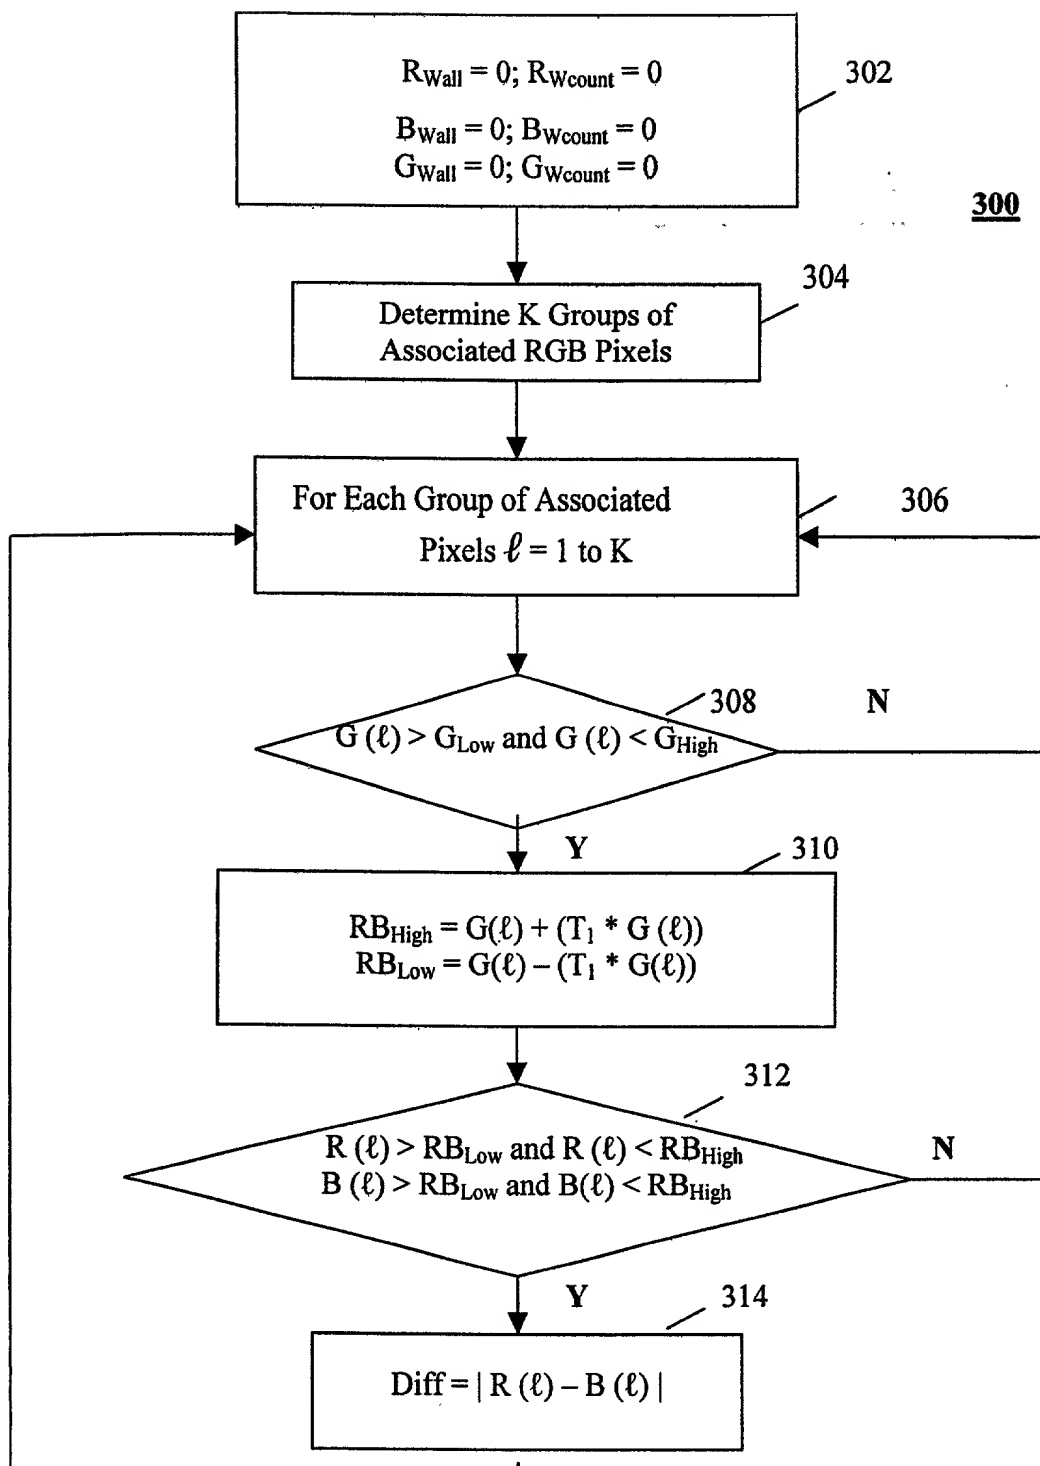 R_Wall = 0; R_Wcount = 0
302
B_Wall = 0; B_Wcount = 0
G_Wall = 0; G_Wcount = 0
300
304
Determine K Groups of
Associated RGB Pixels
306
For Each Group of Associated
Pixels ℓ = 1 to K
308
N
G (ℓ) > G_Low and G (ℓ) < G_High
Y
310
RB_High = G(ℓ) + (T_1 * G (ℓ))
RB_Low = G(ℓ) – (T_1 * G(ℓ))
312
R (ℓ) > RB_Low and R (ℓ) < RB_High
N
B (ℓ) > RB_Low and B(ℓ) < RB_High
Y
314
Diff = | R (ℓ) – B (ℓ) |